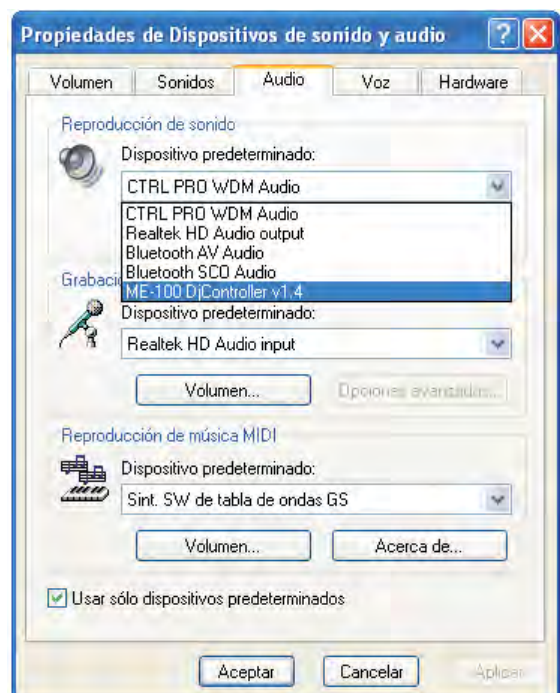 Propiedades de Dispositivos de sonido y audio
Volumen Sonidos Audio Voz Hardware
Reproducción de sonido
Dispositivo predeterminado:
CTRL PRO WDM Audio
CTRL PRO WDM Audio
Realtek HD Audio output
Bluetooth AV Audio
Bluetooth SCO Audio
ME-100 DjController v1.4
Grabaci
Dispositivo predeterminado:
Realtek HD Audio input
Volumen... Opciones avanzadas...
Reproducción de música MIDI
Dispositivo predeterminado:
Sint. SW de tabla de ondas GS
Volumen... Acerca de...
Usar sólo dispositivos predeterminados
Aceptar Cancelar Aplicar